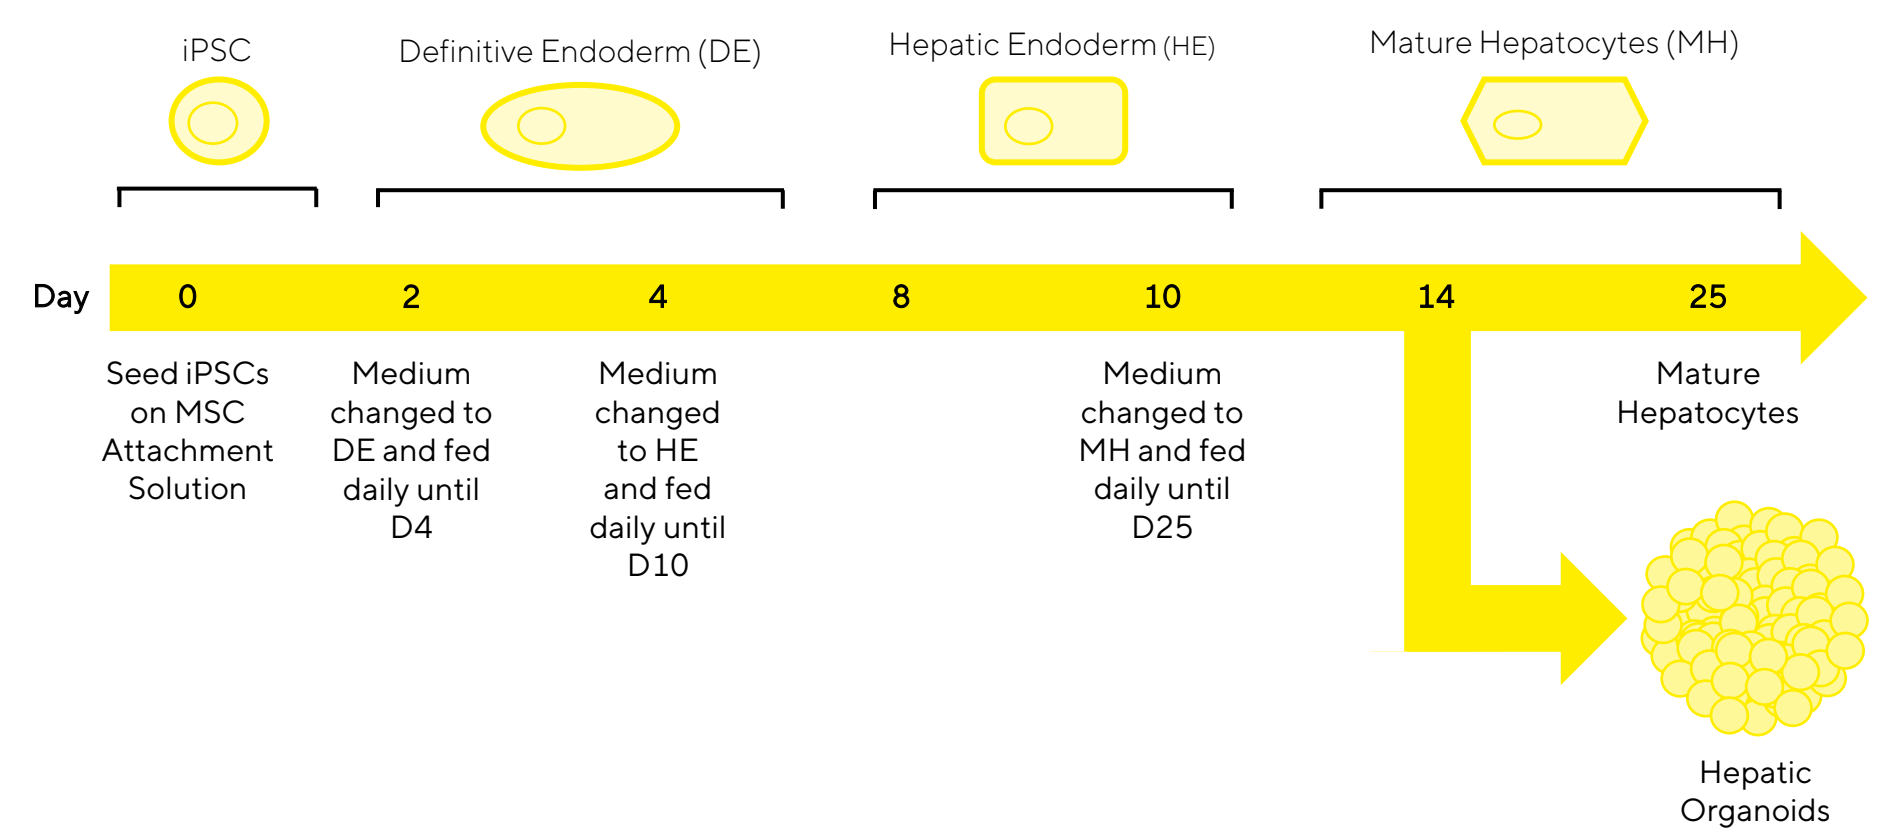 iPSC
Definitive Endoderm (DE)
Hepatic Endoderm (HE)
Mature Hepatocytes (MH)
Day 0 2 4 8 10 14 25
Seed iPSCs
on MSC
Attachment
Solution
Medium
changed to
DE and fed
daily until
D4
Medium
changed
to HE
and fed
daily until
D10
Medium
changed to
MH and fed
daily until
D25
Mature
Hepatocytes
Hepatic
Organoids